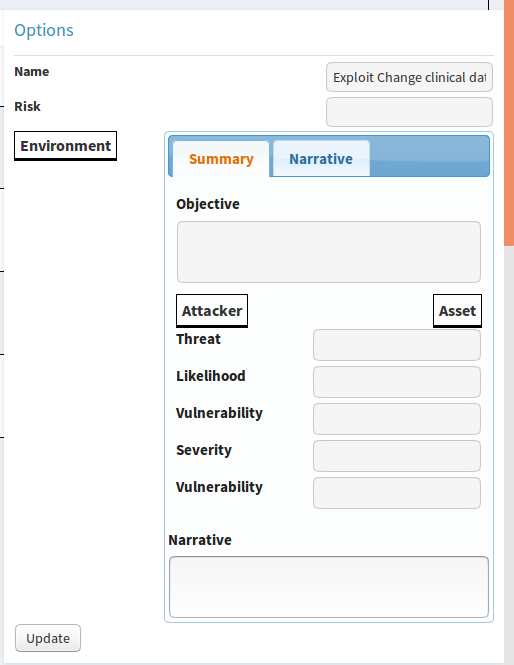 Options
Name
Exploit Change clinical dat
Risk
Environment
Summary Narrative
Objective
Attacker Asset
Threat
Likelihood
Vulnerability
Severity
Vulnerability
Narrative
Update